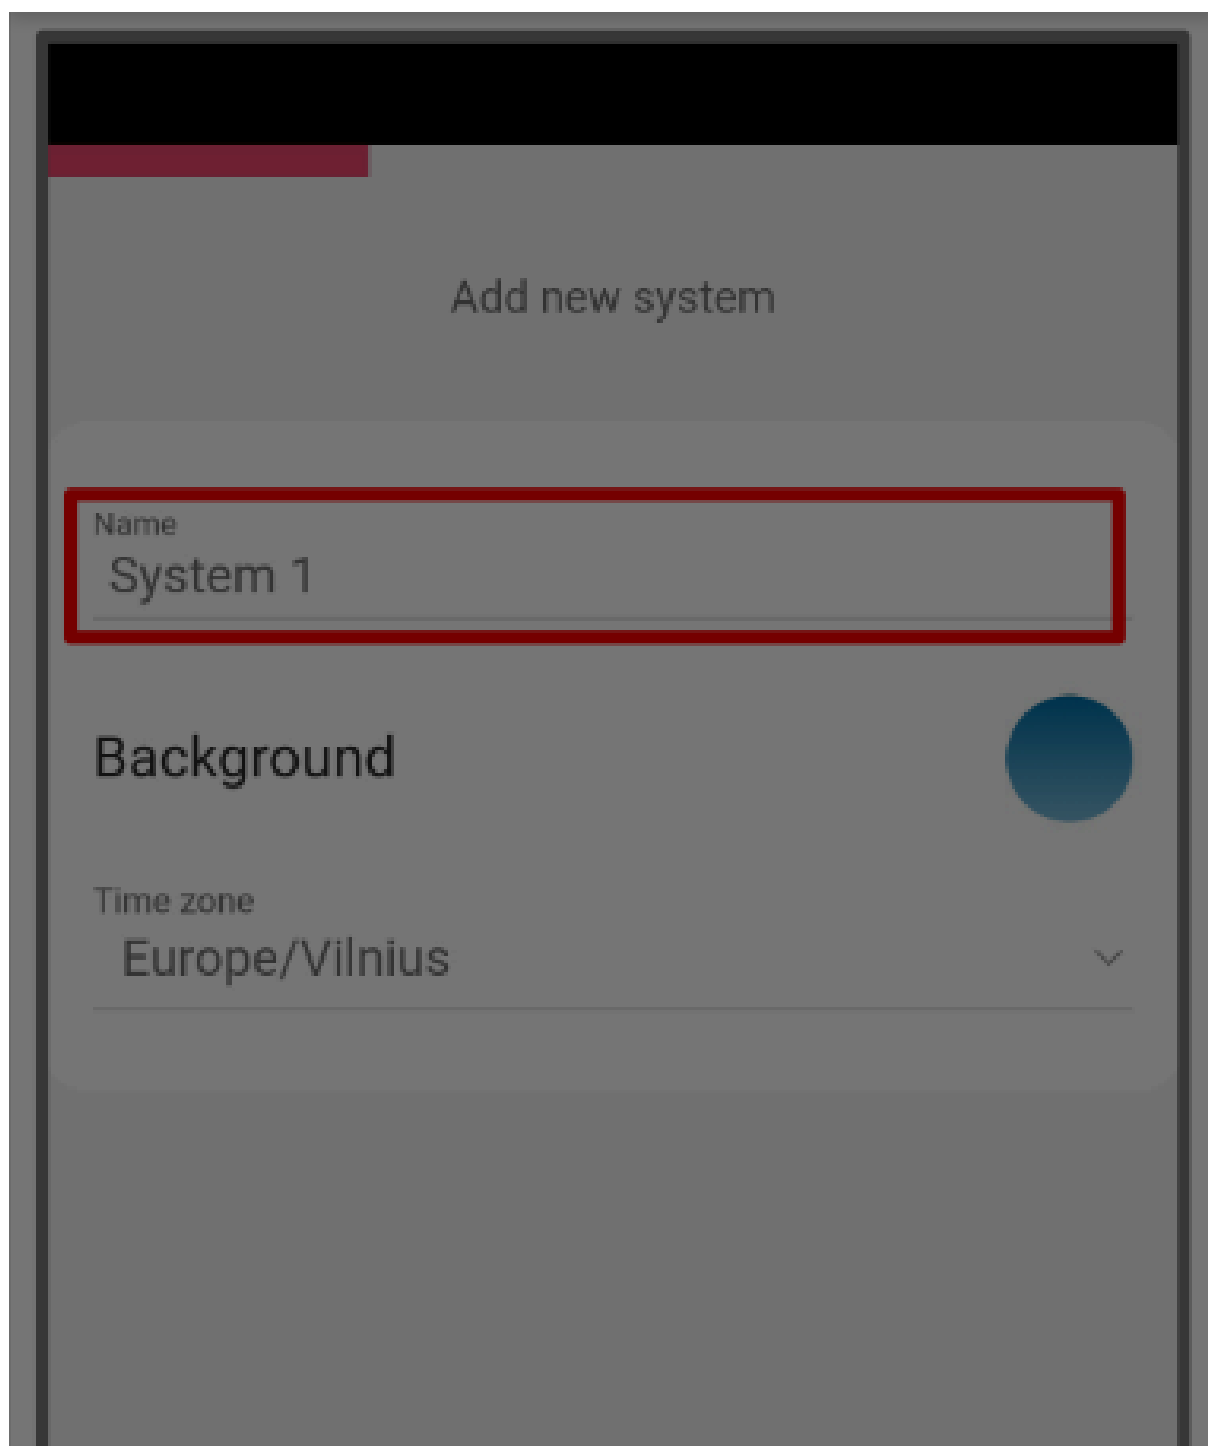 Add new system
Name
System 1
Background
Time zone
Europe/Vilnius